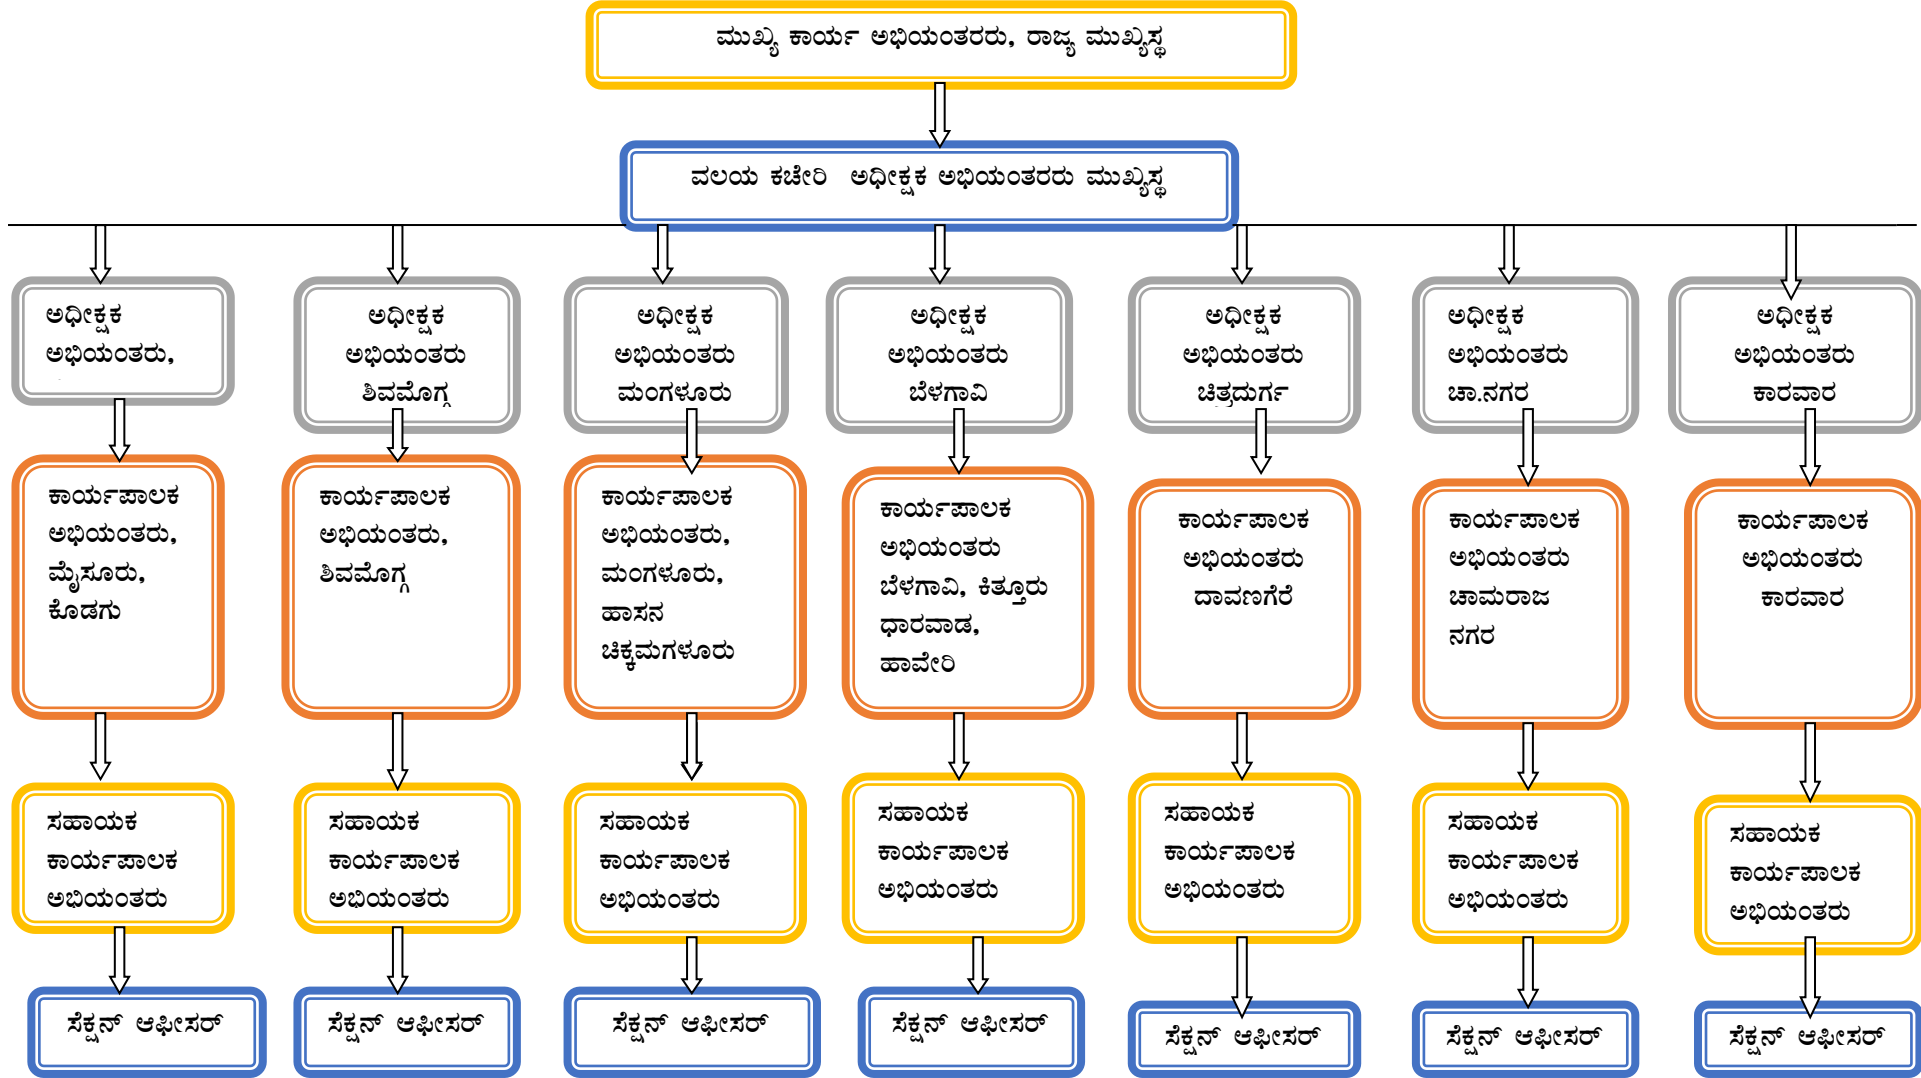 ಮುಖ್ಯ ಕಾರ್ಯ ಅಭಿಯಂತರರು, ರಾಜ್ಯ ಮುಖ್ಯಸ್ಥ
ವಲಯ ಕಚೇರಿ ಅಧೀಕ್ಷಕ ಅಭಿಯಂತರರು ಮುಖ್ಯಸ್ಥ
ಅಧೀಕ್ಷಕ
ಅಭಿಯಂತರು,
ಅಧೀಕ್ಷಕ
ಅಭಿಯಂತರು
ಶಿವಮೊಗ್ಗ
ಅಧೀಕ್ಷಕ
ಅಭಿಯಂತರು
ಮಂಗಳೂರು
ಅಧೀಕ್ಷಕ
ಅಭಿಯಂತರು
ಬೆಳಗಾವಿ
ಅಧೀಕ್ಷಕ
ಅಭಿಯಂತರು
ಚಿತ್ರದುರ್ಗ
ಅಧೀಕ್ಷಕ
ಅಭಿಯಂತರು
ಚಾ.ನಗರ
ಅಧೀಕ್ಷಕ
ಅಭಿಯಂತರು
ಕಾರವಾರ
ಕಾರ್ಯಪಾಲಕ
ಅಭಿಯಂತರು,
ಮೈಸೂರು,
ಕೊಡಗು
ಕಾರ್ಯಪಾಲಕ
ಅಭಿಯಂತರು,
ಶಿವಮೊಗ್ಗ
ಕಾರ್ಯಪಾಲಕ
ಅಭಿಯಂತರು,
ಮಂಗಳೂರು,
ಹಾಸನ
ಚಿಕ್ಕಮಗಳೂರು
ಕಾರ್ಯಪಾಲಕ
ಅಭಿಯಂತರು
ಬೆಳಗಾವಿ, ಕಿತ್ತೂರು
ಧಾರವಾಡ,
ಹಾವೇರಿ
ಕಾರ್ಯಪಾಲಕ
ಅಭಿಯಂತರು
ದಾವಣಗೆರೆ
ಕಾರ್ಯಪಾಲಕ
ಅಭಿಯಂತರು
ಚಾಮರಾಜ
ನಗರ
ಕಾರ್ಯಪಾಲಕ
ಅಭಿಯಂತರು
ಕಾರವಾರ
ಸಹಾಯಕ
ಕಾರ್ಯಪಾಲಕ
ಅಭಿಯಂತರು
ಸಹಾಯಕ
ಕಾರ್ಯಪಾಲಕ
ಅಭಿಯಂತರು
ಸಹಾಯಕ
ಕಾರ್ಯಪಾಲಕ
ಅಭಿಯಂತರು
ಸಹಾಯಕ
ಕಾರ್ಯಪಾಲಕ
ಅಭಿಯಂತರು
ಸಹಾಯಕ
ಕಾರ್ಯಪಾಲಕ
ಅಭಿಯಂತರು
ಸಹಾಯಕ
ಕಾರ್ಯಪಾಲಕ
ಅಭಿಯಂತರು
ಸಹಾಯಕ
ಕಾರ್ಯಪಾಲಕ
ಅಭಿಯಂತರು
ಸೆಕ್ಷನ್ ಆಫೀಸರ್
ಸೆಕ್ಷನ್ ಆಫೀಸರ್
ಸೆಕ್ಷನ್ ಆಫೀಸರ್
ಸೆಕ್ಷನ್ ಆಫೀಸರ್
ಸೆಕ್ಷನ್ ಆಫೀಸರ್
ಸೆಕ್ಷನ್ ಆಫೀಸರ್
ಸೆಕ್ಷನ್ ಆಫೀಸರ್